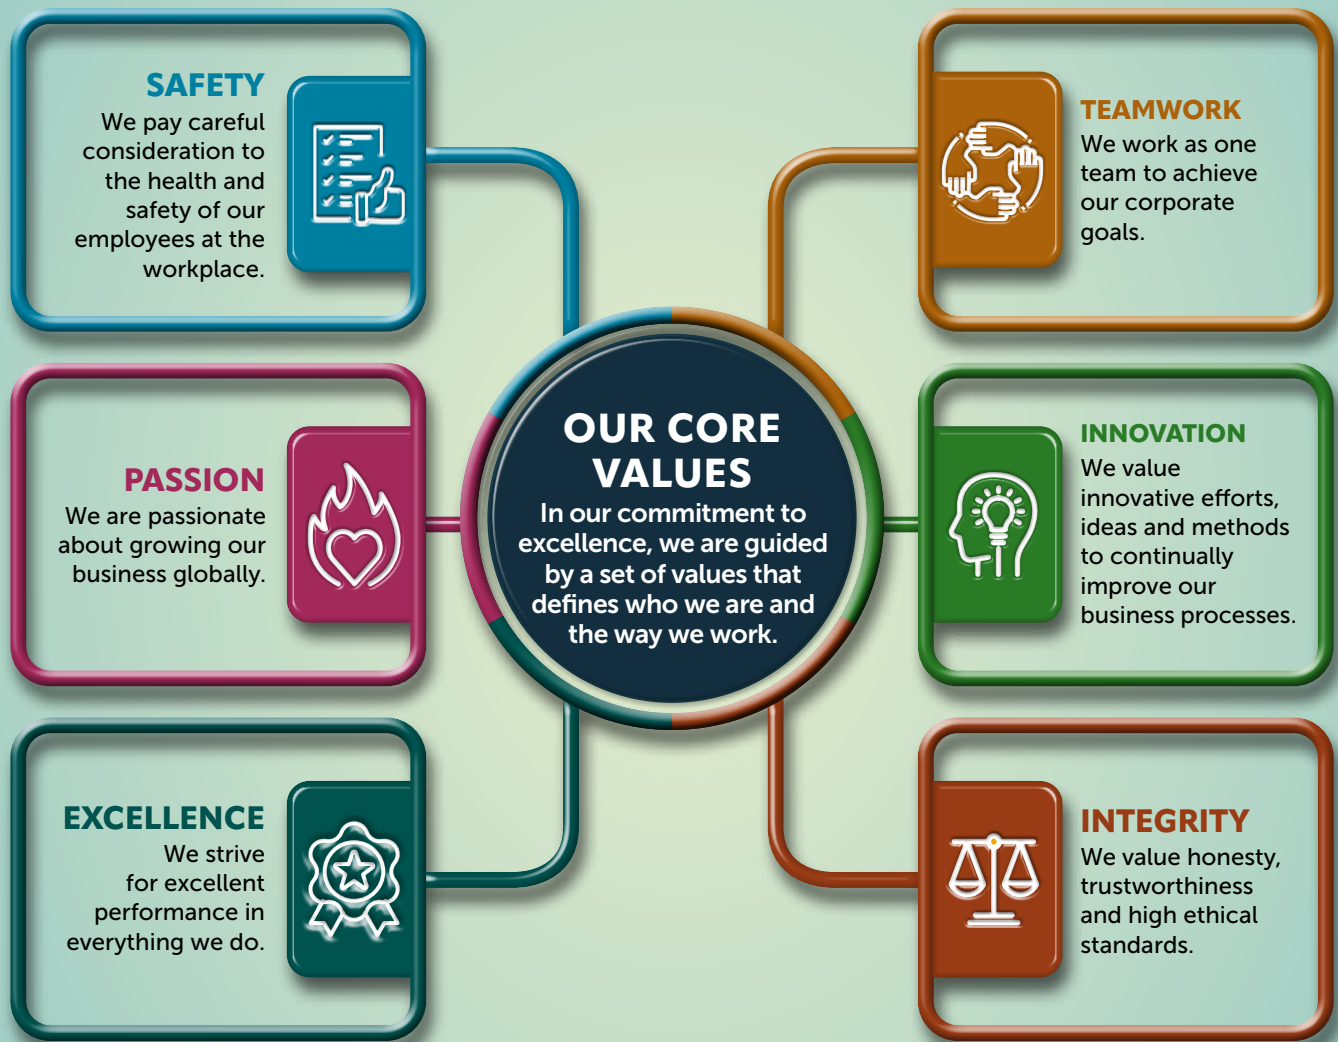 SAFETY
We pay careful
consideration to
the health and
safety of our
employees at the
workplace.
TEAMWORK
We work as one
team to achieve
our corporate
goals.
OUR CORE
VALUES
In our commitment to
excellence, we are guided
by a set of values that
defines who we are and
the way we work.
PASSION
We are passionate
about growing our
business globally.
INNOVATION
We value
innovative efforts,
ideas and methods
to continually
improve our
business processes.
EXCELLENCE
We strive
for excellent
performance in
everything we do.
INTEGRITY
We value honesty,
trustworthiness
and high ethical
standards.